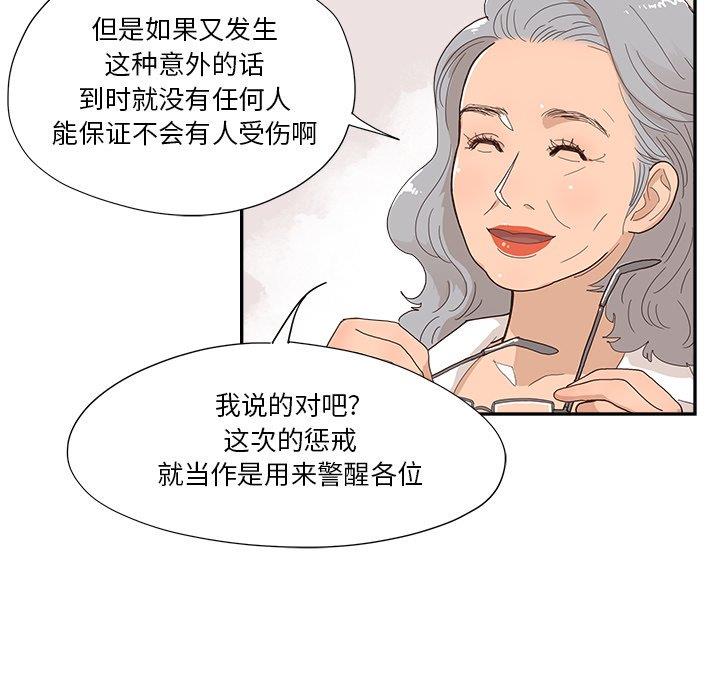 但是如果又发生
这种意外的话
到时就没有任何人
能保证不会有人受伤啊
我说的对吧?
这次的惩戒
就当作是用来警醒各位